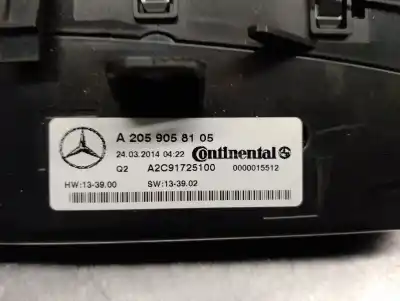 A 205 905 81 05
24.03.2014 04:22 Continental
Q2 A2C91725100 0000015512
HW:13-39.00 SW:13-39.02